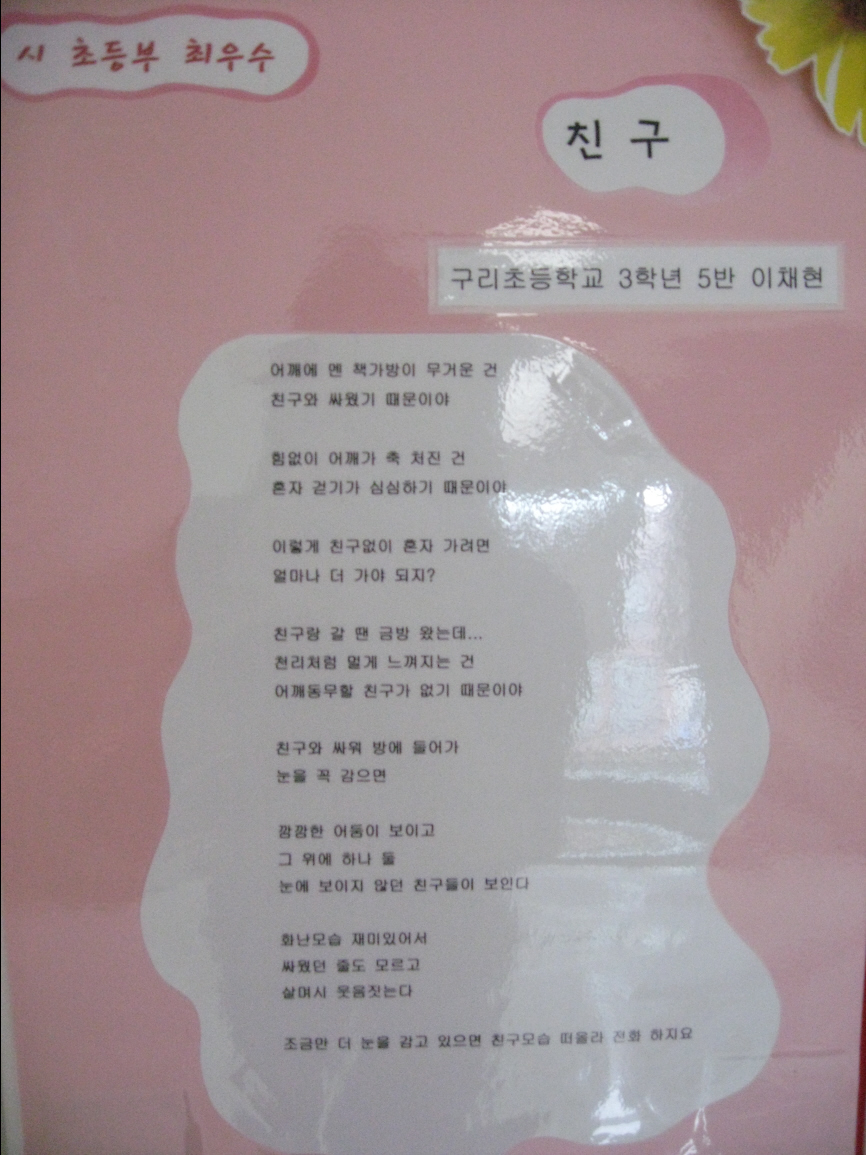 시 초등부 최우수
친 구
구리초등학교 3학년 5반 이채현
어깨에 멘 책가방이 무거운 건
친구와 싸웠기 때문이야
힘없이 어깨가 축 처진 건
혼자 걷기가 심심하기 때문이야
이렇게 친구없이 혼자 가려면
얼마나 더 가야 되지?
친구랑 갈 땐 금방 왔는데...
천리처럼 멀게 느껴지는 건
어깨동무할 친구가 없기 때문이야
친구와 싸워 방에 들어가
눈을 꼭 감으면
깜깜한 어둠이 보이고
그 위에 하나 둘
눈에 보이지 않던 친구들이 보인다
화난모습 재미있어서
싸웠던 줄도 모르고
살며시 웃음짓는다
조금만 더 눈을 감고 있으면 친구모습 떠올라 전화 하지요